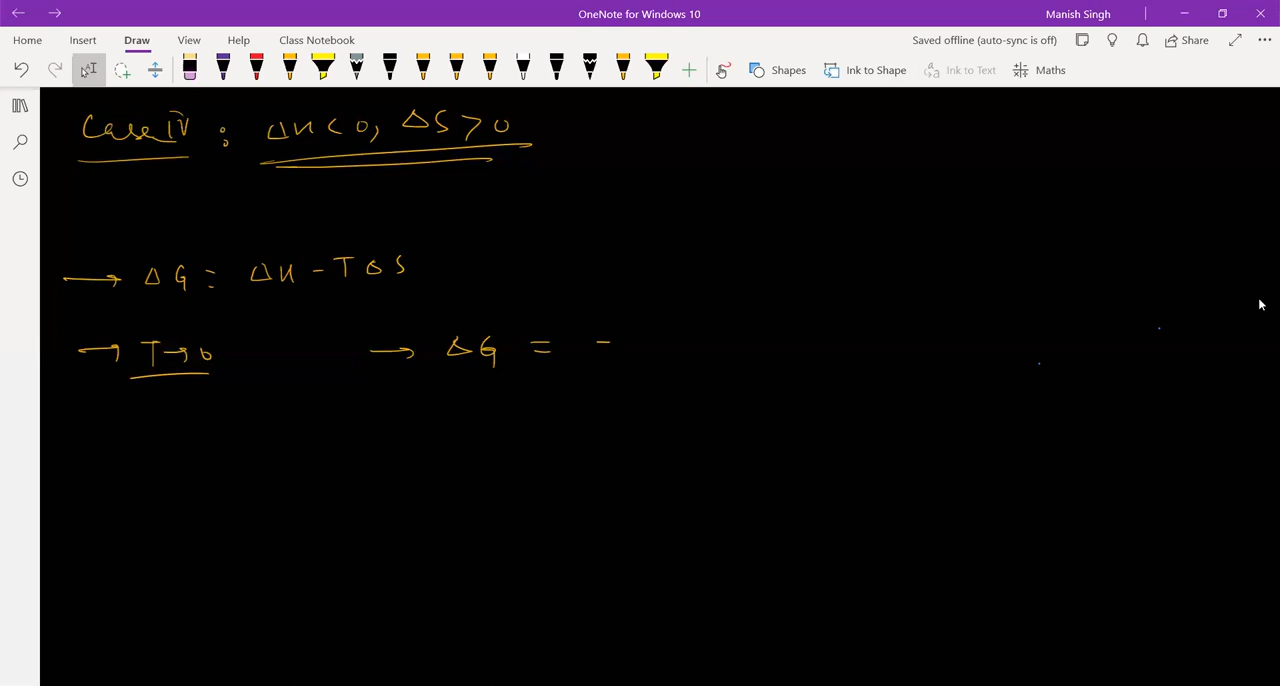 OneNote for Windows 10
Manish Singh
Home Insert Draw View Help Class Notebook
Saved offline (auto-sync is off) Share
Shapes Ink to Shape Ink to Text Maths
Case IV : ΔH < 0, ΔS > 0
→ ΔG = ΔH - TΔS
→ T → 0 → ΔG = -